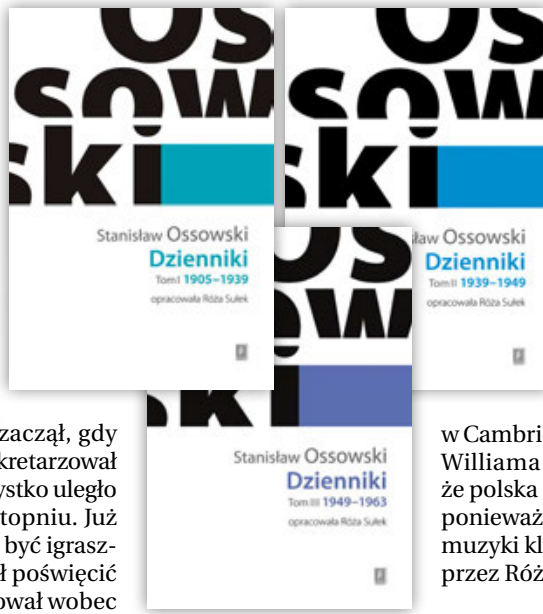 Os
sow
ski
Stanisław Ossowski
Dzienniki
Tom I 1905–1939
opracowała Róża Sułek
Os
sow
ski
sław Ossowski
Dzienniki
Tom II 1939–1949
opracowała Róża Sułek
Stanisław Ossowski
Dzienniki
Tom III 1949–1963
opracowała Róża Sułek
zaczął, gdy
kretarzował
ystko uległo
topniu. Już
być igrasz-
ł poświęcić
ował wobec
w Cambri
Williama
że polska
ponieważ
muzyki kl
przez Róż